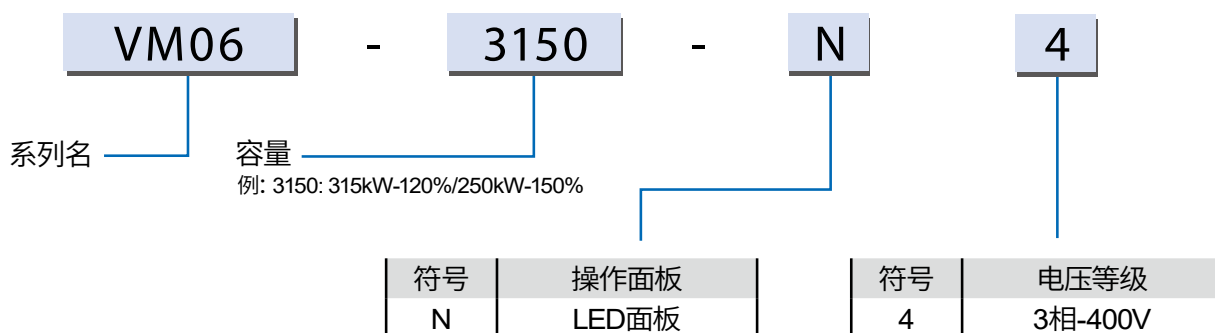 VM06 - 3150 - N 4
系列名 容量
例: 3150: 315kW-120%/250kW-150%
符号 操作面板 符号 电压等级
N LED面板 4 3相-400V